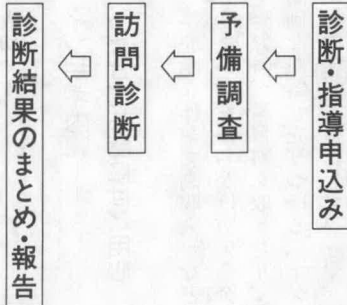 診断・指導申込み
予備調査
訪問診断
診断結果のまとめ・報告